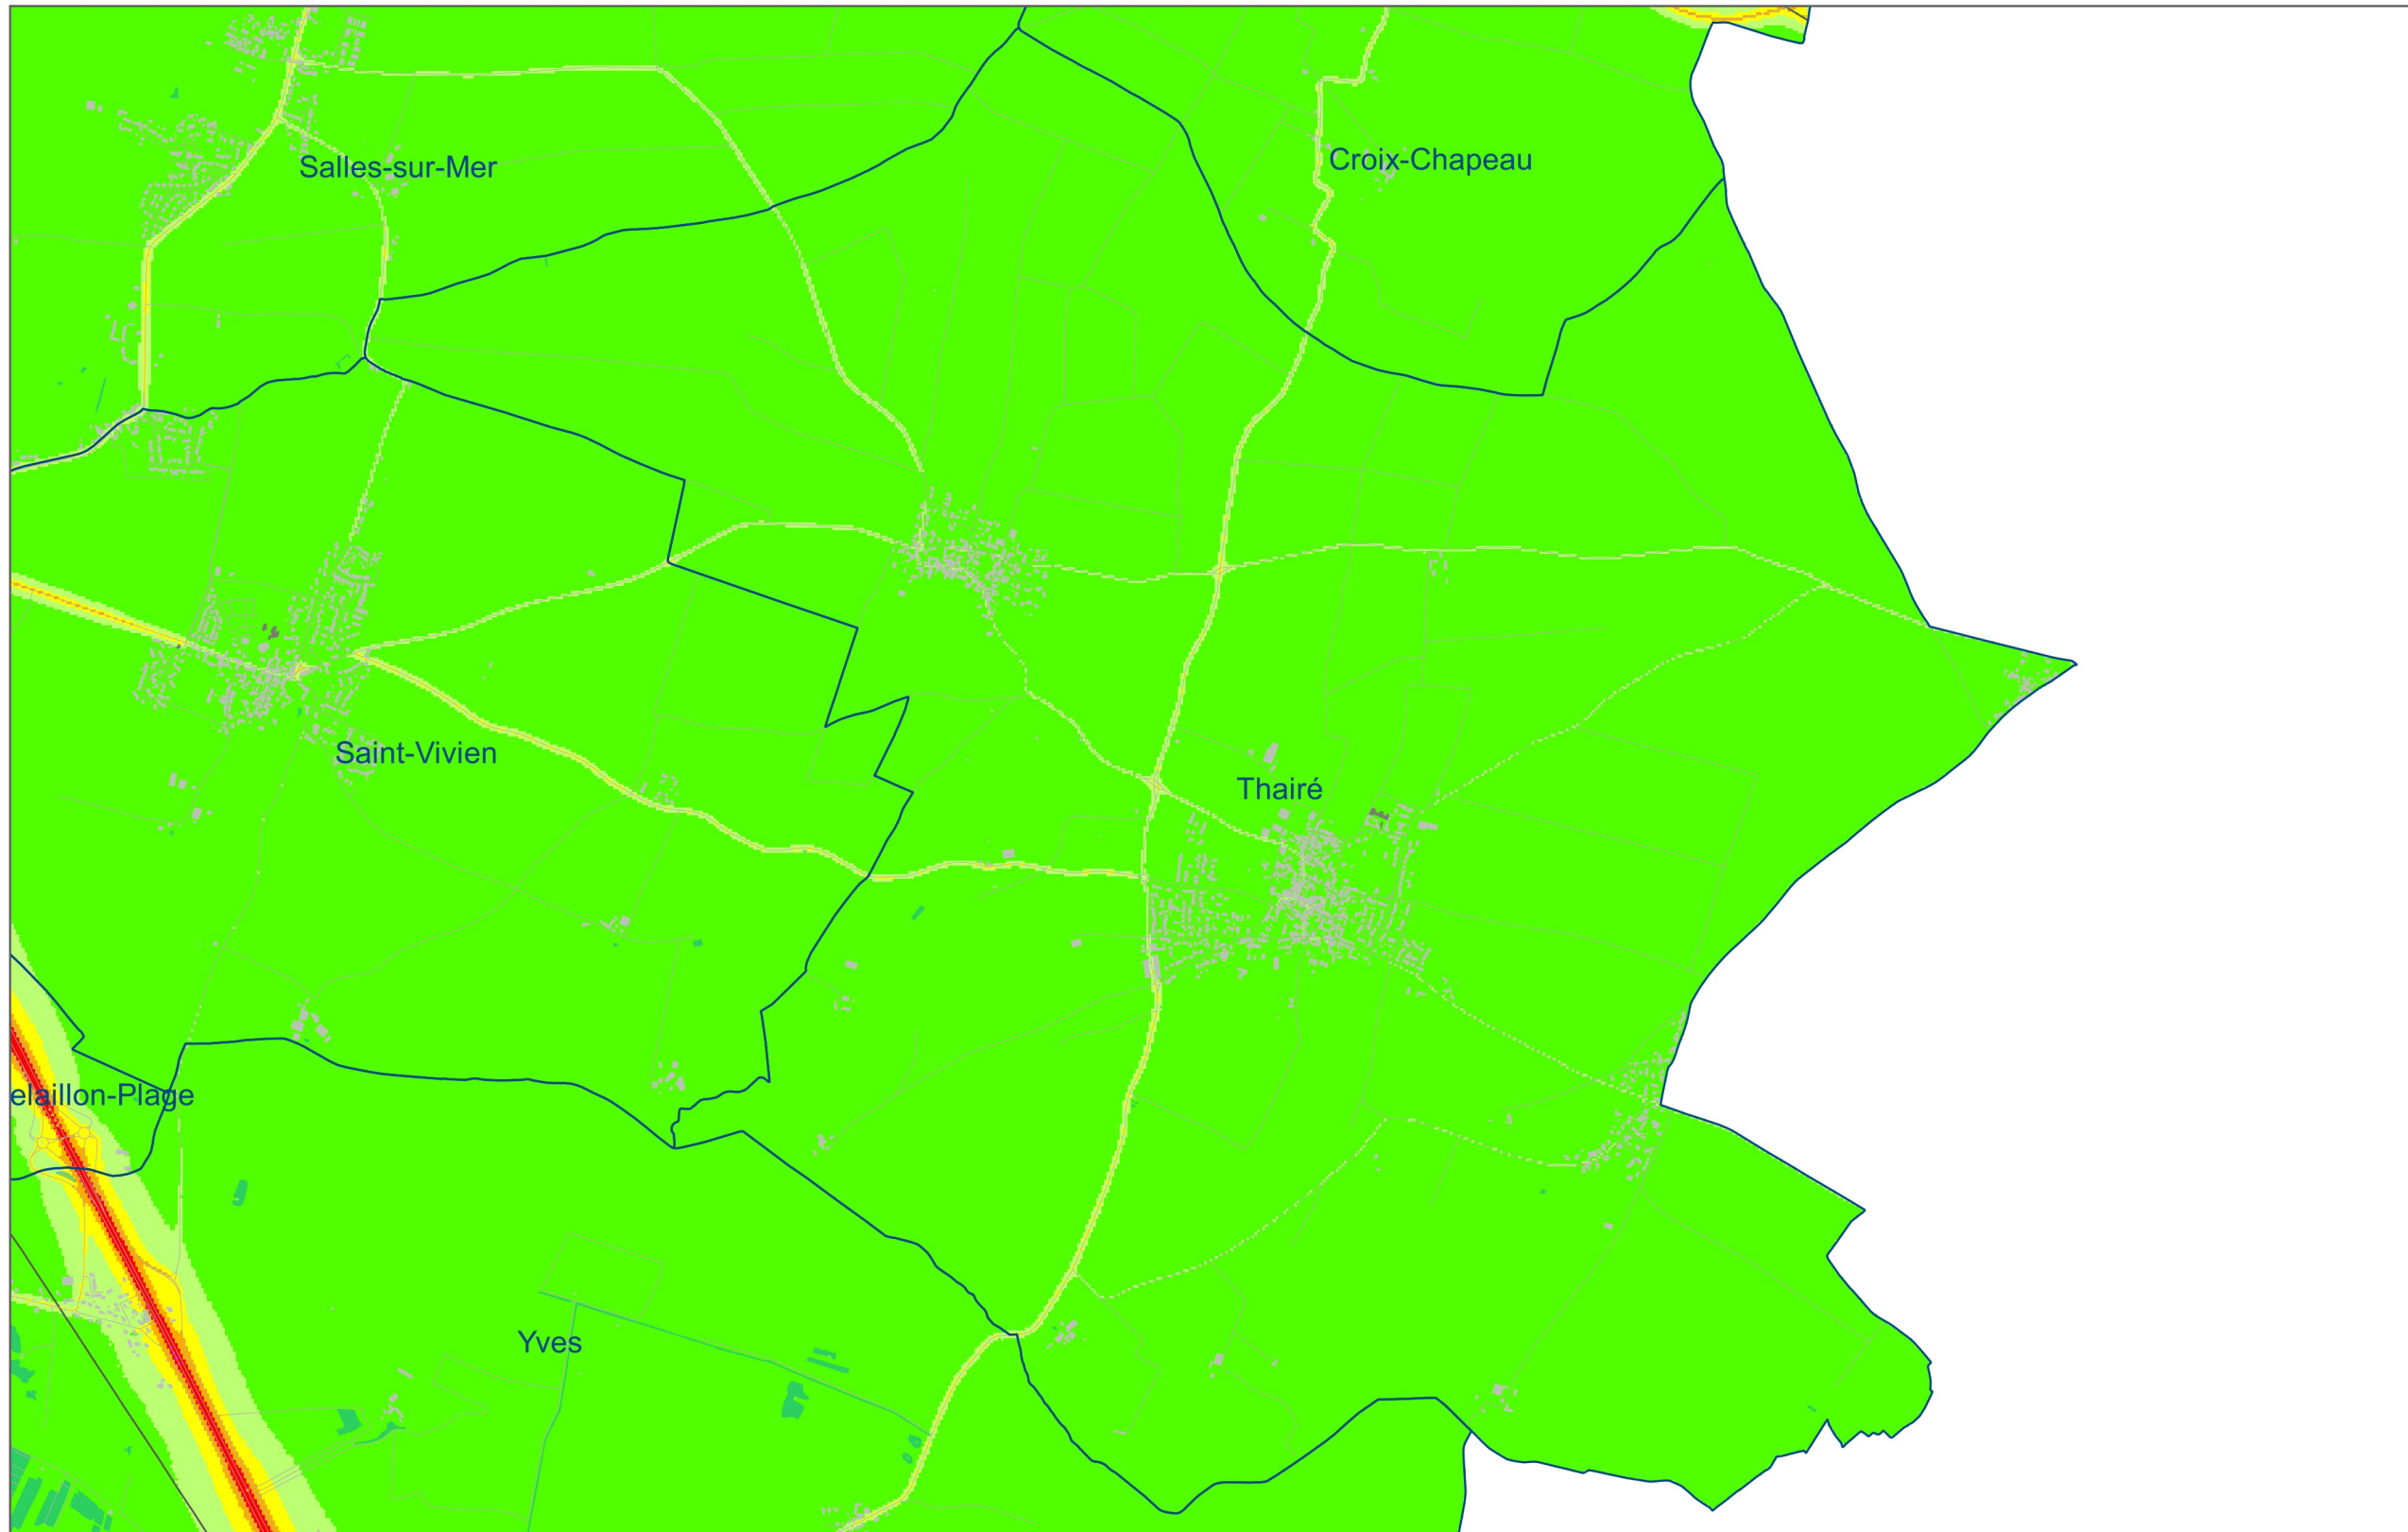 Croix-Chapeau
Salles-sur-Mer
Saint-Vivien
Thairé
elaillon-Plage
Yves